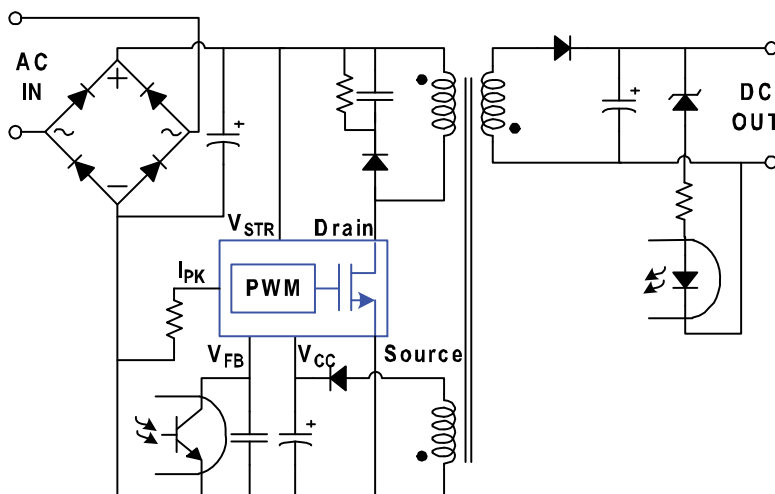 AC
IN
+
~
~
−
+
+
DC
OUT
VSTR
Drain
IPK
PWM
VFB
VCC
Source
+